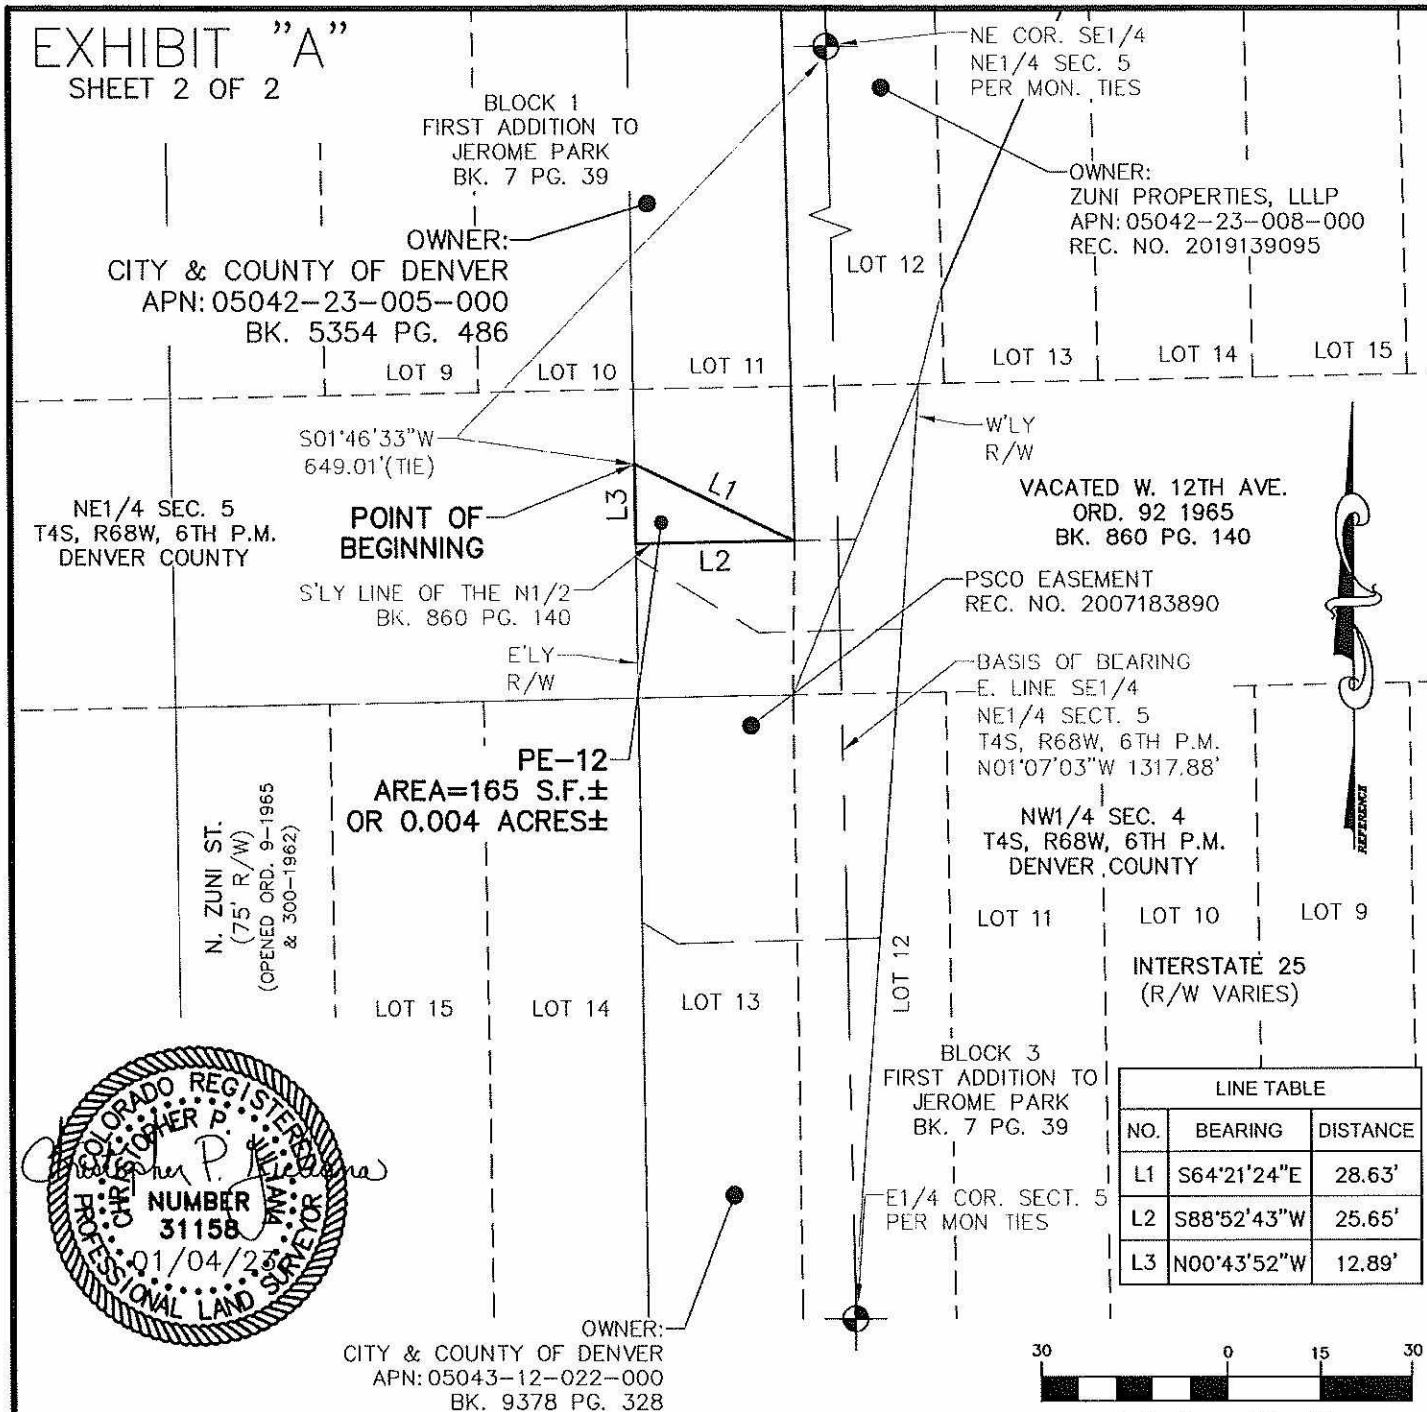 EXHIBIT "A"
SHEET 2 OF 2
BLOCK 1
FIRST ADDITION TO
JEROME PARK
BK. 7 PG. 39
NE COR. SE1/4
NE1/4 SEC. 5
PER MON. TIES
OWNER:
ZUNI PROPERTIES, LLLP
APN: 05042-23-008-000
REC. NO. 2019139095
OWNER:
CITY & COUNTY OF DENVER
APN: 05042-23-005-000
BK. 5354 PG. 486
LOT 12
LOT 9
LOT 10
LOT 11
LOT 13
LOT 14
LOT 15
S01°46'33"W
649.01'(TIE)
W'LY
R/W
NE1/4 SEC. 5
T4S, R68W, 6TH P.M.
DENVER COUNTY
POINT OF
BEGINNING
L3
L1
L2
VACATED W. 12TH AVE.
ORD. 92 1965
BK. 860 PG. 140
S'LY LINE OF THE N1/2
BK. 860 PG. 140
PSCO EASEMENT
REC. NO. 2007183890
E'LY
R/W
BASIS OF BEARING
E. LINE SE1/4
NE1/4 SECT. 5
T4S, R68W, 6TH P.M.
N01°07'03"W 1317.88'
REFERENCE
PE-12
AREA=165 S.F.±
OR 0.004 ACRES±
NW1/4 SEC. 4
T4S, R68W, 6TH P.M.
DENVER COUNTY
N. ZUNI ST.
(75' R/W)
(OPENED ORD. 9-1965
& 300-1962)
LOT 11
LOT 10
LOT 9
LOT 12
INTERSTATE 25
(R/W VARIES)
LOT 15
LOT 14
LOT 13
BLOCK 3
FIRST ADDITION TO
JEROME PARK
BK. 7 PG. 39
LINE TABLE
NO. BEARING DISTANCE
L1 S64°21'24"E 28.63'
L2 S88°52'43"W 25.65'
L3 N00°43'52"W 12.89'
COLORADO REGISTERED
CHRISTOPHER P. JULIANA
Christopher P. Juliana
NUMBER
31158
01/04/23
PROFESSIONAL LAND SURVEYOR
E1/4 COR. SECT. 5
PER MON TIES
OWNER:
CITY & COUNTY OF DENVER
APN: 05043-12-022-000
BK. 9378 PG. 328
30 0 15 30